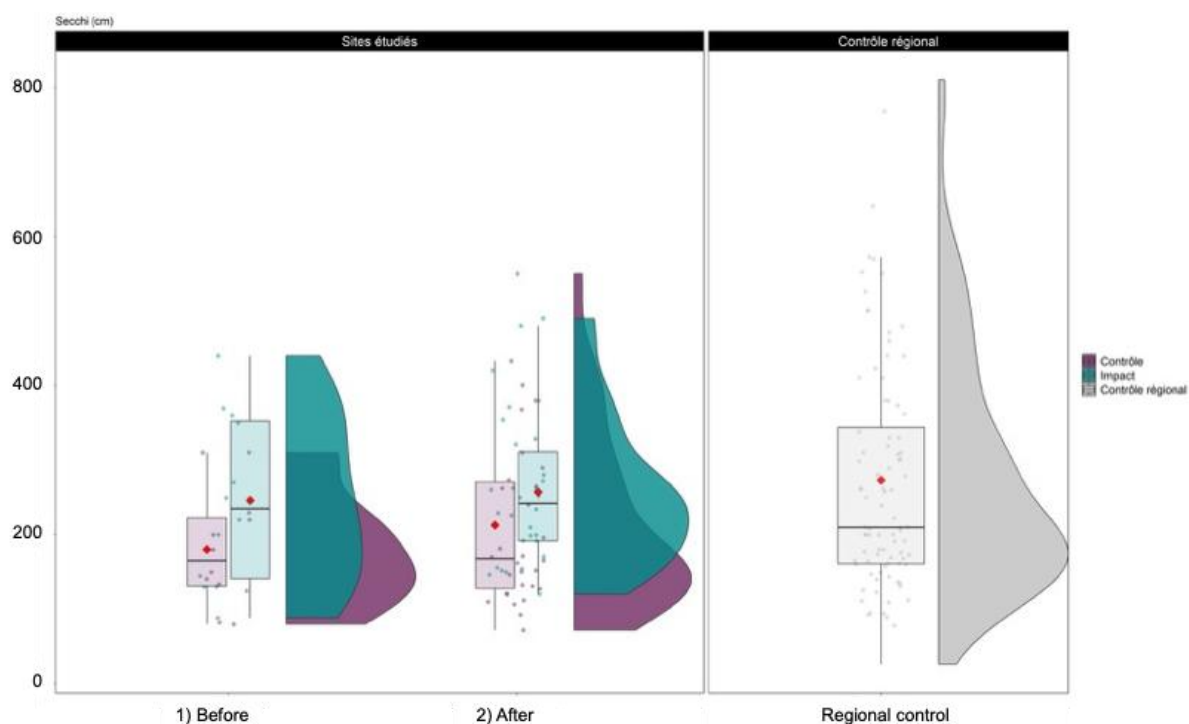 Secchi (cm)
Sites étudiés
Contrôle régional
800
600
400
200
0
Contrôle
Impact
Contrôle régional
1) Before
2) After
Regional control